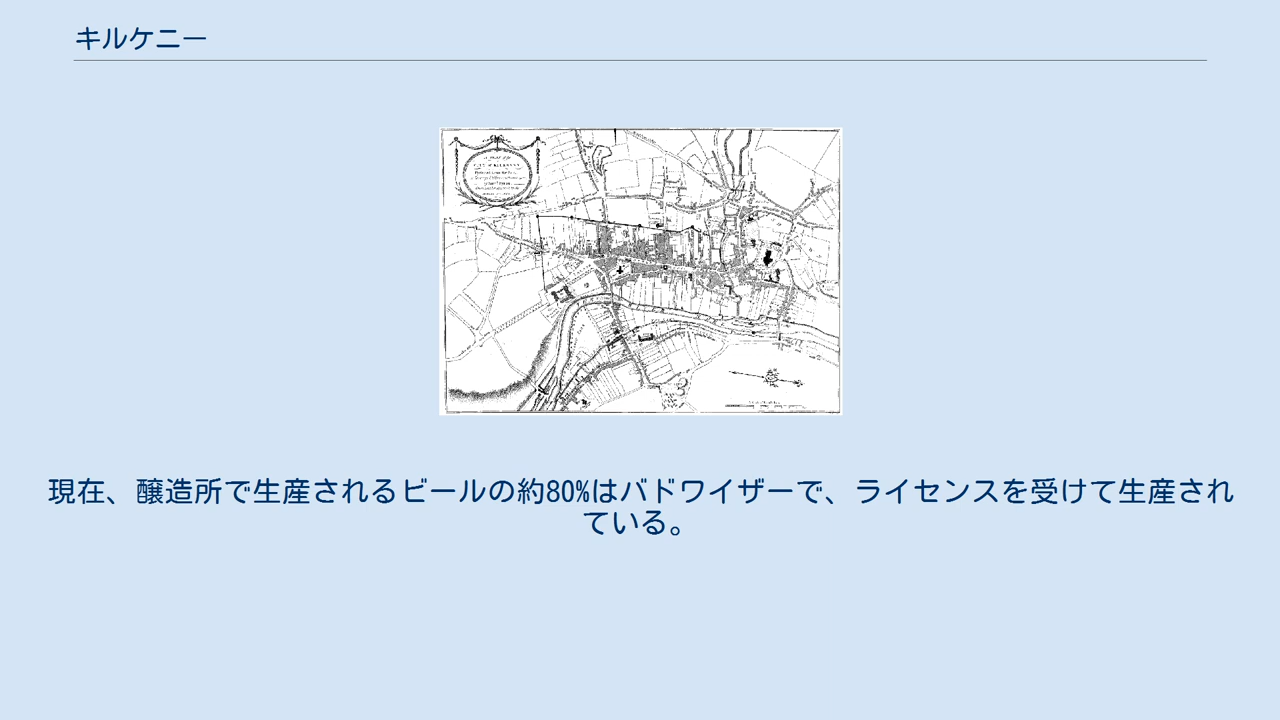 キルケニー
現在、醸造所で生産されるビールの約80%はバドワイザーで、ライセンスを受けて生産され
ている。